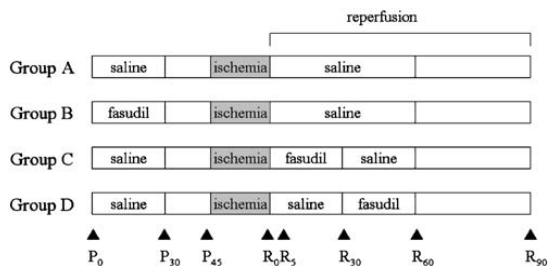 reperfusion
Group A saline ischemia saline
Group B fasudil ischemia saline
Group C saline ischemia fasudil saline
Group D saline ischemia saline fasudil
P0 P30 P45 R0 R5 R30 R60 R90